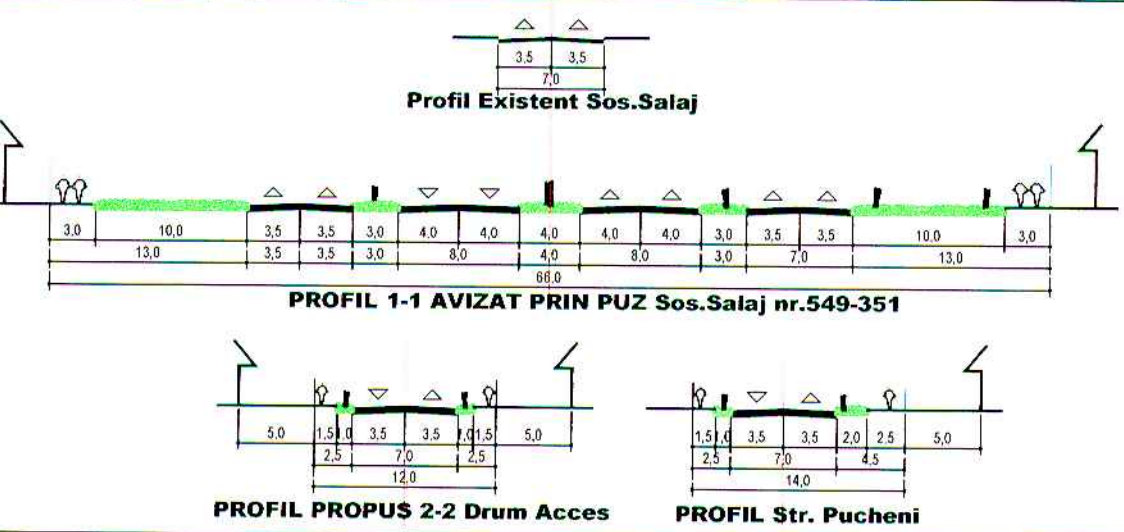 3,5 3,5
7,0
Profil Existent Sos.Salaj
3,0 10,0 3,5 3,5 3,0 4,0 4,0 4,0 4,0 4,0 3,0 3,5 3,5 10,0 3,0
13,0 3,5 3,5 3,0 8,0 4,0 8,0 3,0 7,0 13,0
66,0
PROFIL 1-1 AVIZAT PRIN PUZ Sos.Salaj nr.549-351
5,0 1,5 1,0 3,5 3,5 1,0 1,5 5,0
2,5 7,0 2,5
12,0
PROFIL PROPUS 2-2 Drum Acces
1,5 1,0 3,5 3,5 2,0 2,5 5,0
2,5 7,0 4,5
14,0
PROFIL Str. Pucheni